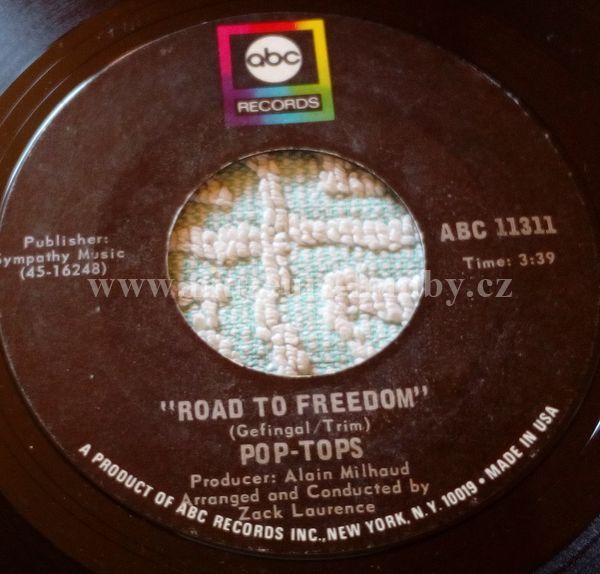 abc
RECORDS
Publisher:
Sympathy Music
(45-16248)
ABC 11311
Time: 3:39
"ROAD TO FREEDOM"
(Gefingal/Trim)
POP-TOPS
Producer: Alain Milhaud
Arranged and Conducted by
Zack Laurence
A PRODUCT OF ABC RECORDS INC., NEW YORK, N.Y. 10019 • MADE IN USA